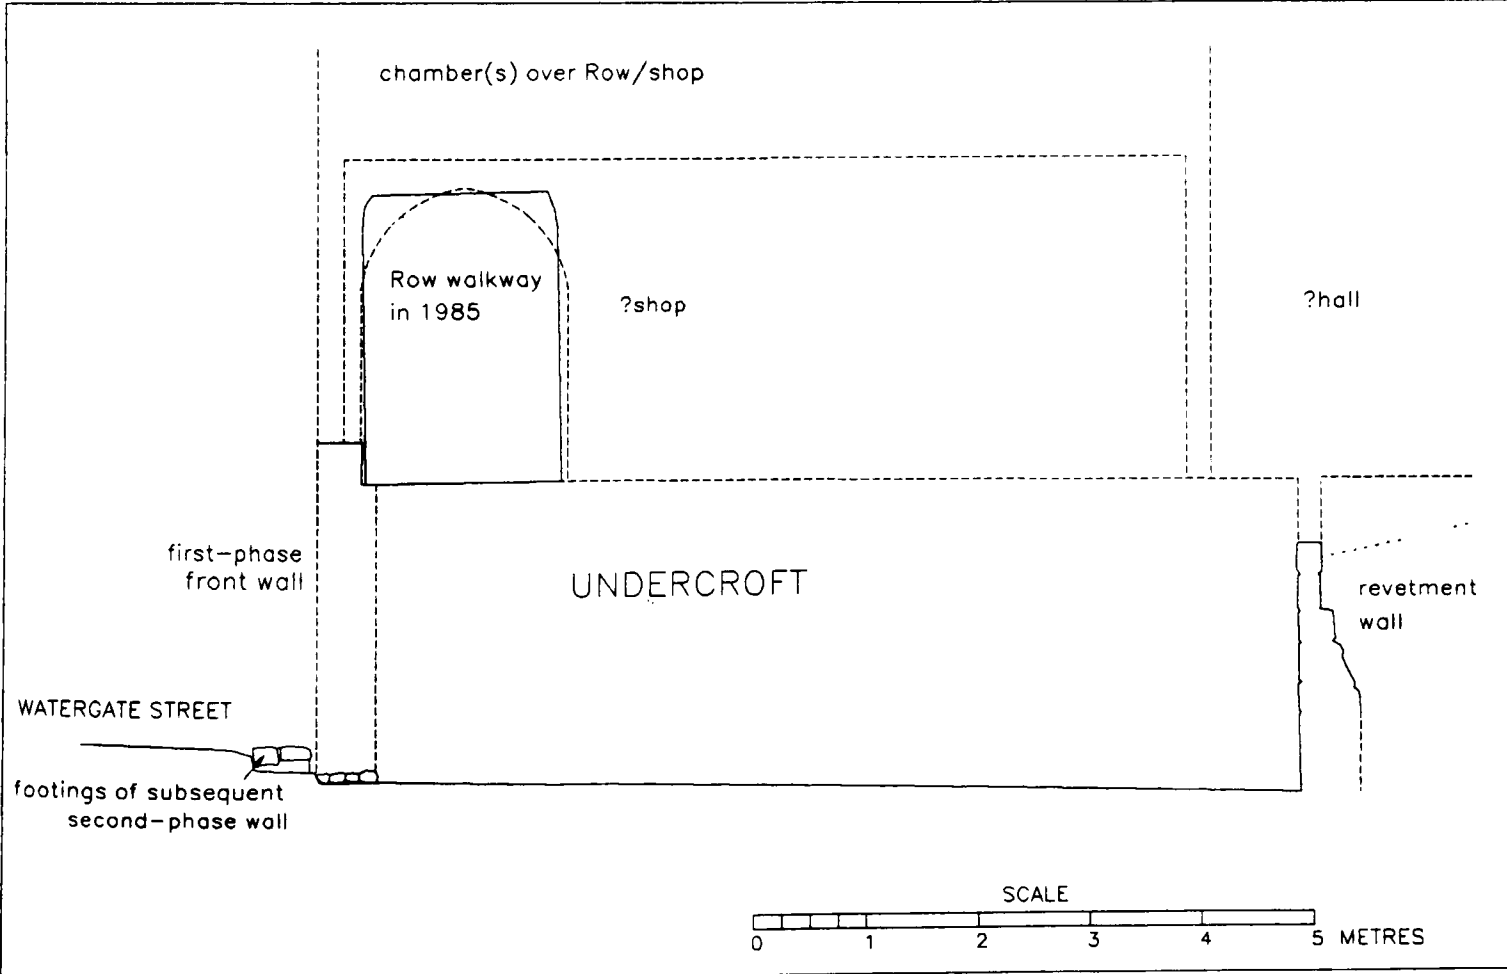 chamber(s) over Row/shop
Row walkway
in 1985
?shop
?hall
first-phase
front wall
UNDERCROFT
revetment
wall
WATERGATE STREET
footings of subsequent
second-phase wall
SCALE
0 1 2 3 4 5 METRES